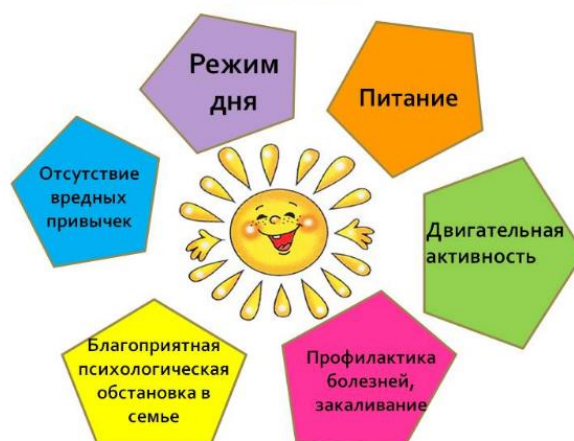 Режим
дня
Питание
Отсутствие
вредных
привычек
Двигательная
активность
Благоприятная
психологическая
обстановка в
семье
Профилактика
болезней,
закаливание